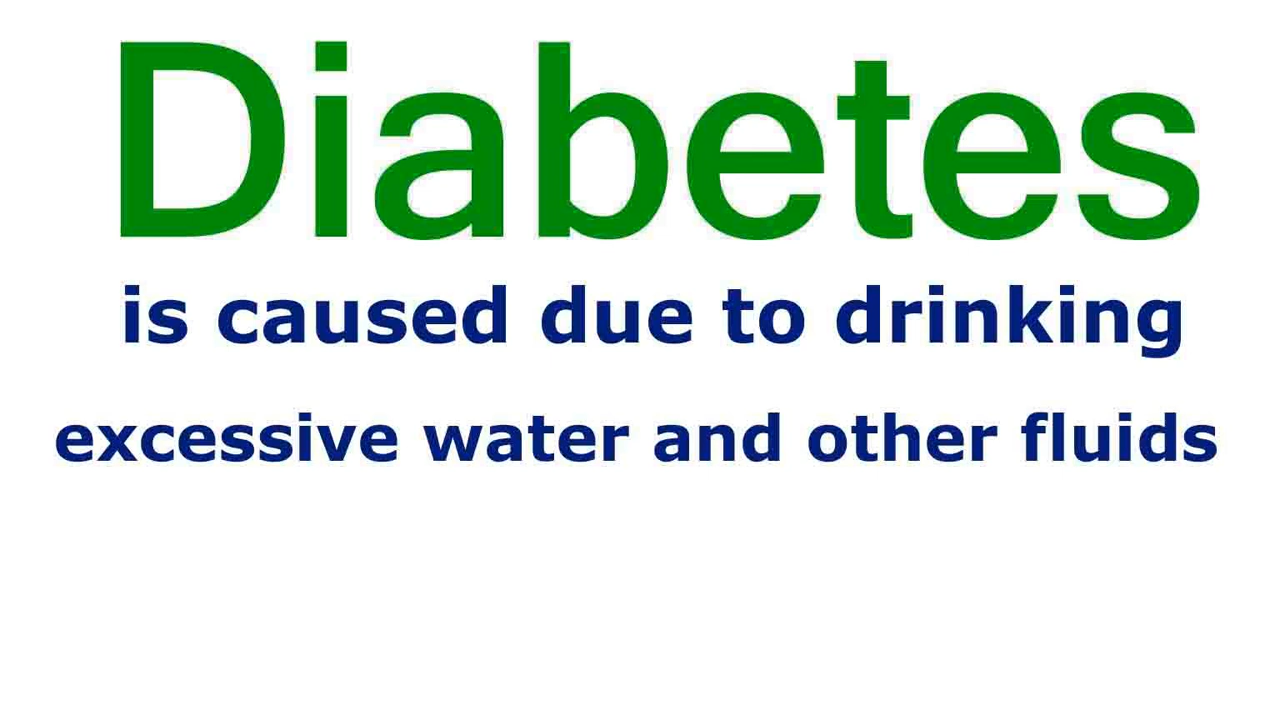 Diabetes
is caused due to drinking
excessive water and other fluids